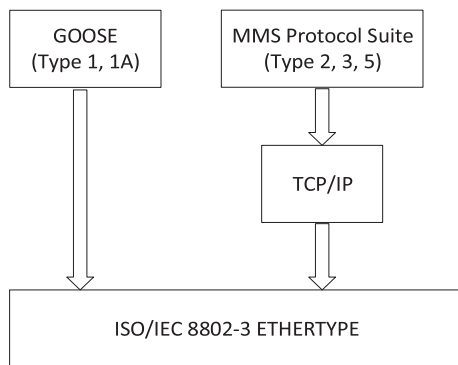 GOOSE
(Type 1, 1A)
MMS Protocol Suite
(Type 2, 3, 5)
TCP/IP
ISO/IEC 8802-3 ETHERTYPE